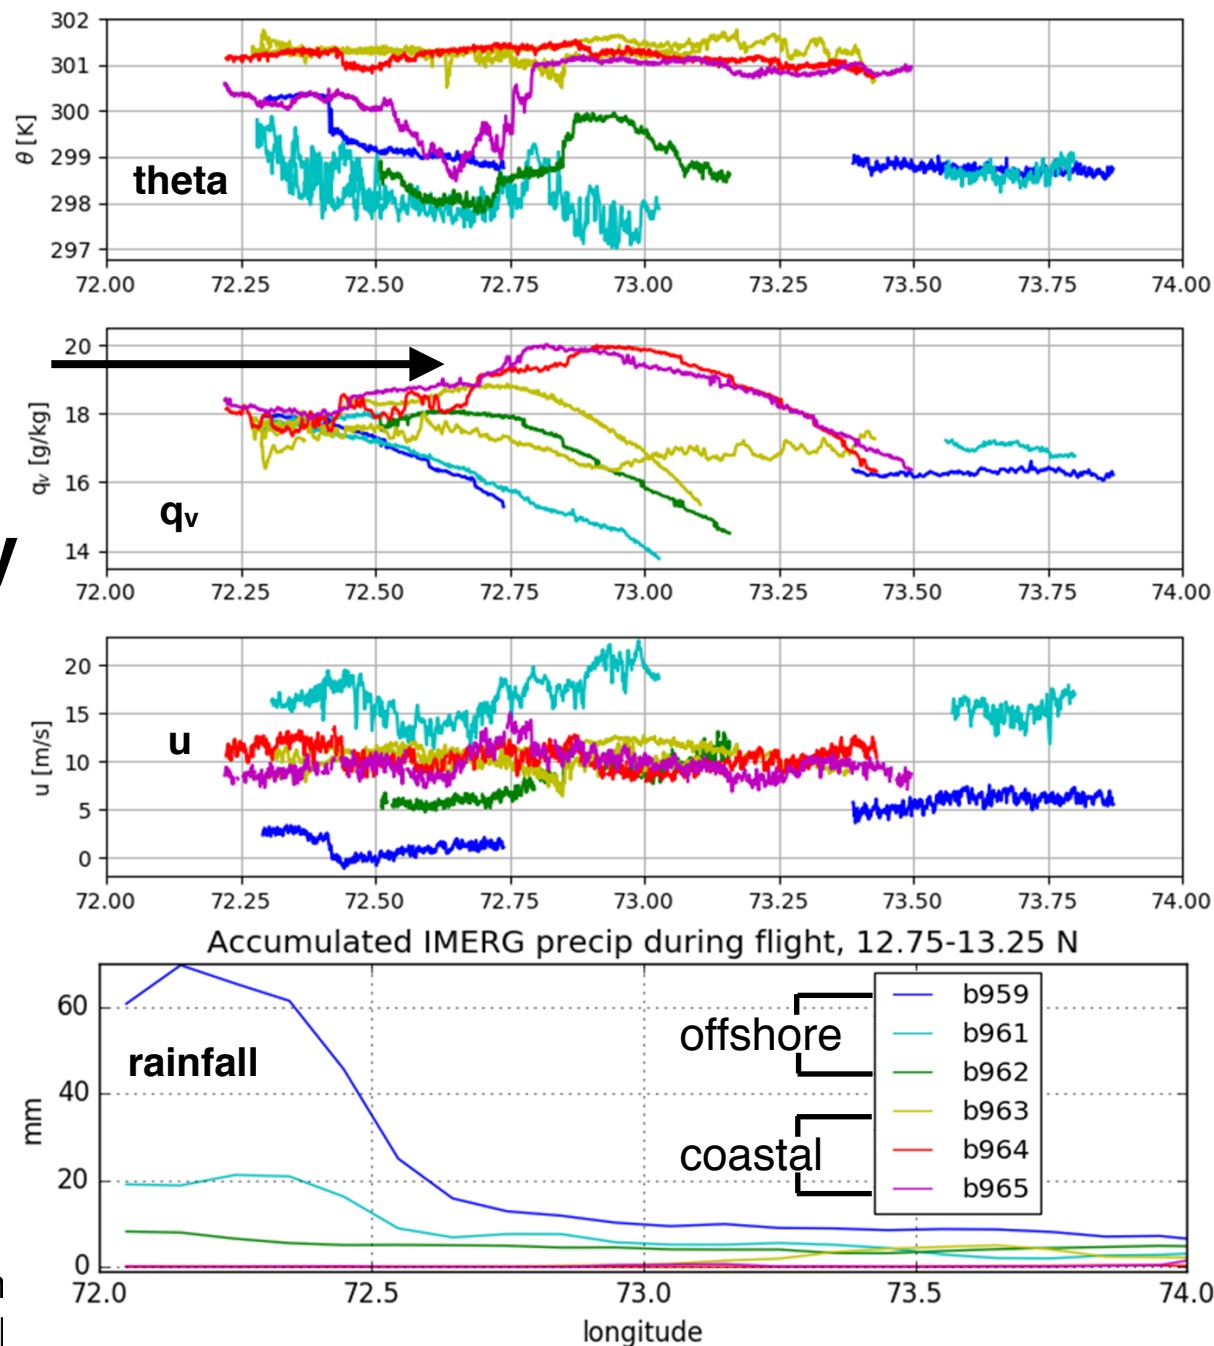 302
301
300
299
298
297
θ [K]
theta
72.00 72.25 72.50 72.75 73.00 73.25 73.50 73.75 74.00
20
18
16
14
qv [g/kg]
qv
y
72.00 72.25 72.50 72.75 73.00 73.25 73.50 73.75 74.00
20
15
10
5
0
u [m/s]
u
72.00 72.25 72.50 72.75 73.00 73.25 73.50 73.75 74.00
Accumulated IMERG precip during flight, 12.75-13.25 N
60
40
20
0
mm
rainfall
offshore
coastal
b959
b961
b962
b963
b964
b965
72.0 72.5 73.0 73.5 74.0
longitude